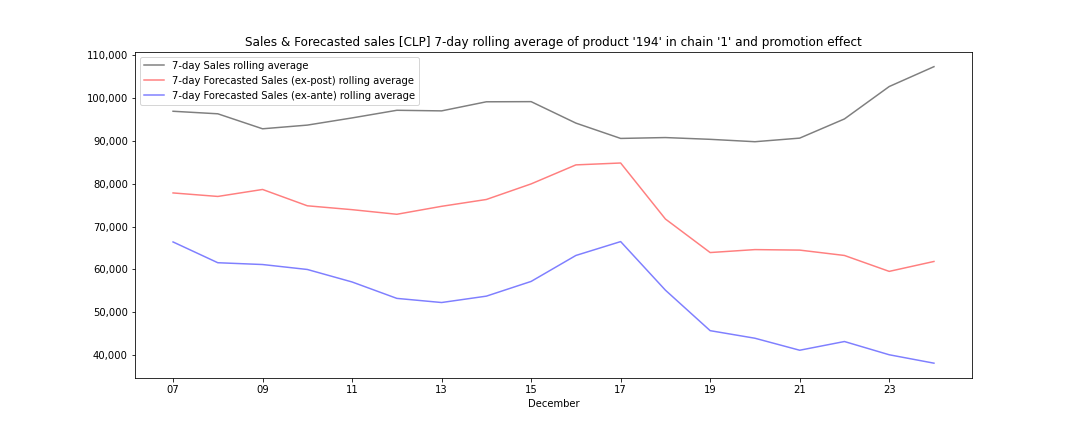 Sales & Forecasted sales [CLP] 7-day rolling average of product '194' in chain '1' and promotion effect
110,000
100,000
90,000
80,000
70,000
60,000
50,000
40,000
7-day Sales rolling average
7-day Forecasted Sales (ex-post) rolling average
7-day Forecasted Sales (ex-ante) rolling average
07 09 11 13 15 17 19 21 23
December